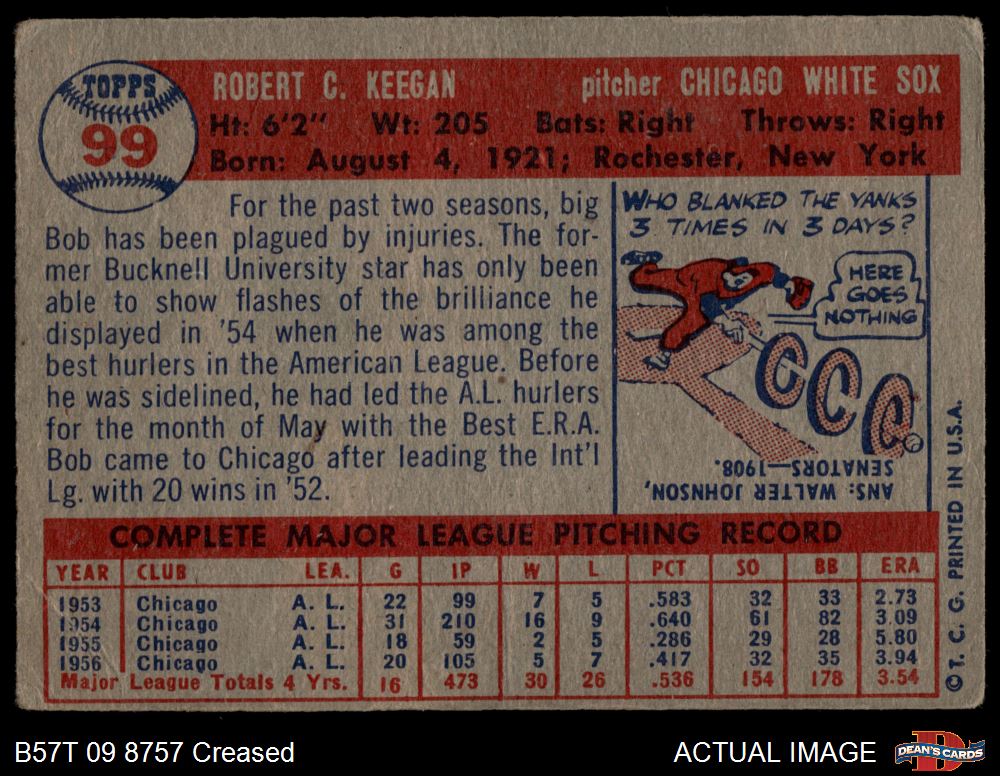 TOPPS
99
ROBERT C. KEEGAN pitcher CHICAGO WHITE SOX
Ht: 6'2" Wt: 205 Bats: Right Throws: Right
Born: August 4, 1921; Rochester, New York
For the past two seasons, big
Bob has been plagued by injuries. The for-
mer Bucknell University star has only been
able to show flashes of the brilliance he
displayed in '54 when he was among the
best hurlers in the American League. Before
he was sidelined, he had led the A.L. hurlers
for the month of May with the Best E.R.A.
Bob came to Chicago after leading the Int'l
Lg. with 20 wins in '52.
WHO BLANKED THE YANKS
3 TIMES IN 3 DAYS?
HERE
GOES
NOTHING
ANS: WALTER JOHNSON,
SENATORS—1908.
COMPLETE MAJOR LEAGUE PITCHING RECORD
YEAR CLUB LEA. G IP W L PCT SO BB ERA
1953 Chicago A. L. 22 99 7 5 .583 32 33 2.73
1954 Chicago A. L. 31 210 16 9 .640 61 82 3.09
1955 Chicago A. L. 18 59 2 5 .286 29 28 5.80
1956 Chicago A. L. 20 105 5 7 .417 32 35 3.94
Major League Totals 4 Yrs. 16 473 30 26 .536 154 178 3.54
© T. C. G. PRINTED IN U.S.A.
B57T 09 8757 Creased
ACTUAL IMAGE
DEAN'S CARDS